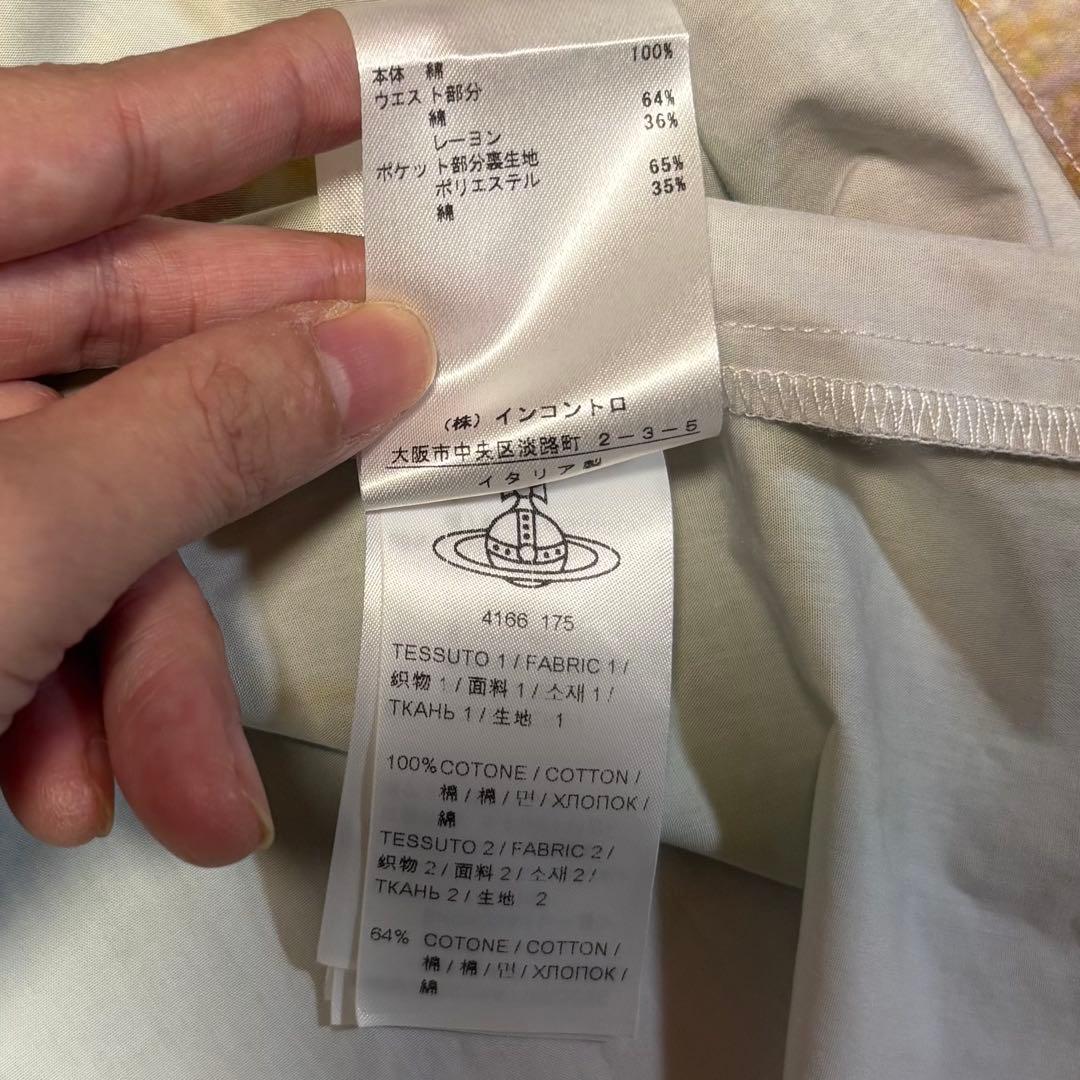 本体 綿 100%
ウエスト部分
綿 64%
レーヨン 36%
ポケット部分裏生地
ポリエステル 65%
綿 35%
(株) インコントロ
大阪市中央区淡路町 2-3-5
イタリア製
4166 175
TESSUTO 1 / FABRIC 1 /
织物 1 / 面料 1 / 소재 1 /
ТКАНЬ 1 / 生地 1
100% COTONE / COTTON /
棉 / 棉 / 면 / ХЛОПОК /
綿
TESSUTO 2 / FABRIC 2 /
织物 2 / 面料 2 / 소재 2 /
ТКАНЬ 2 / 生地 2
64% COTONE / COTTON /
棉 / 棉 / 면 / ХЛОПОК /
綿